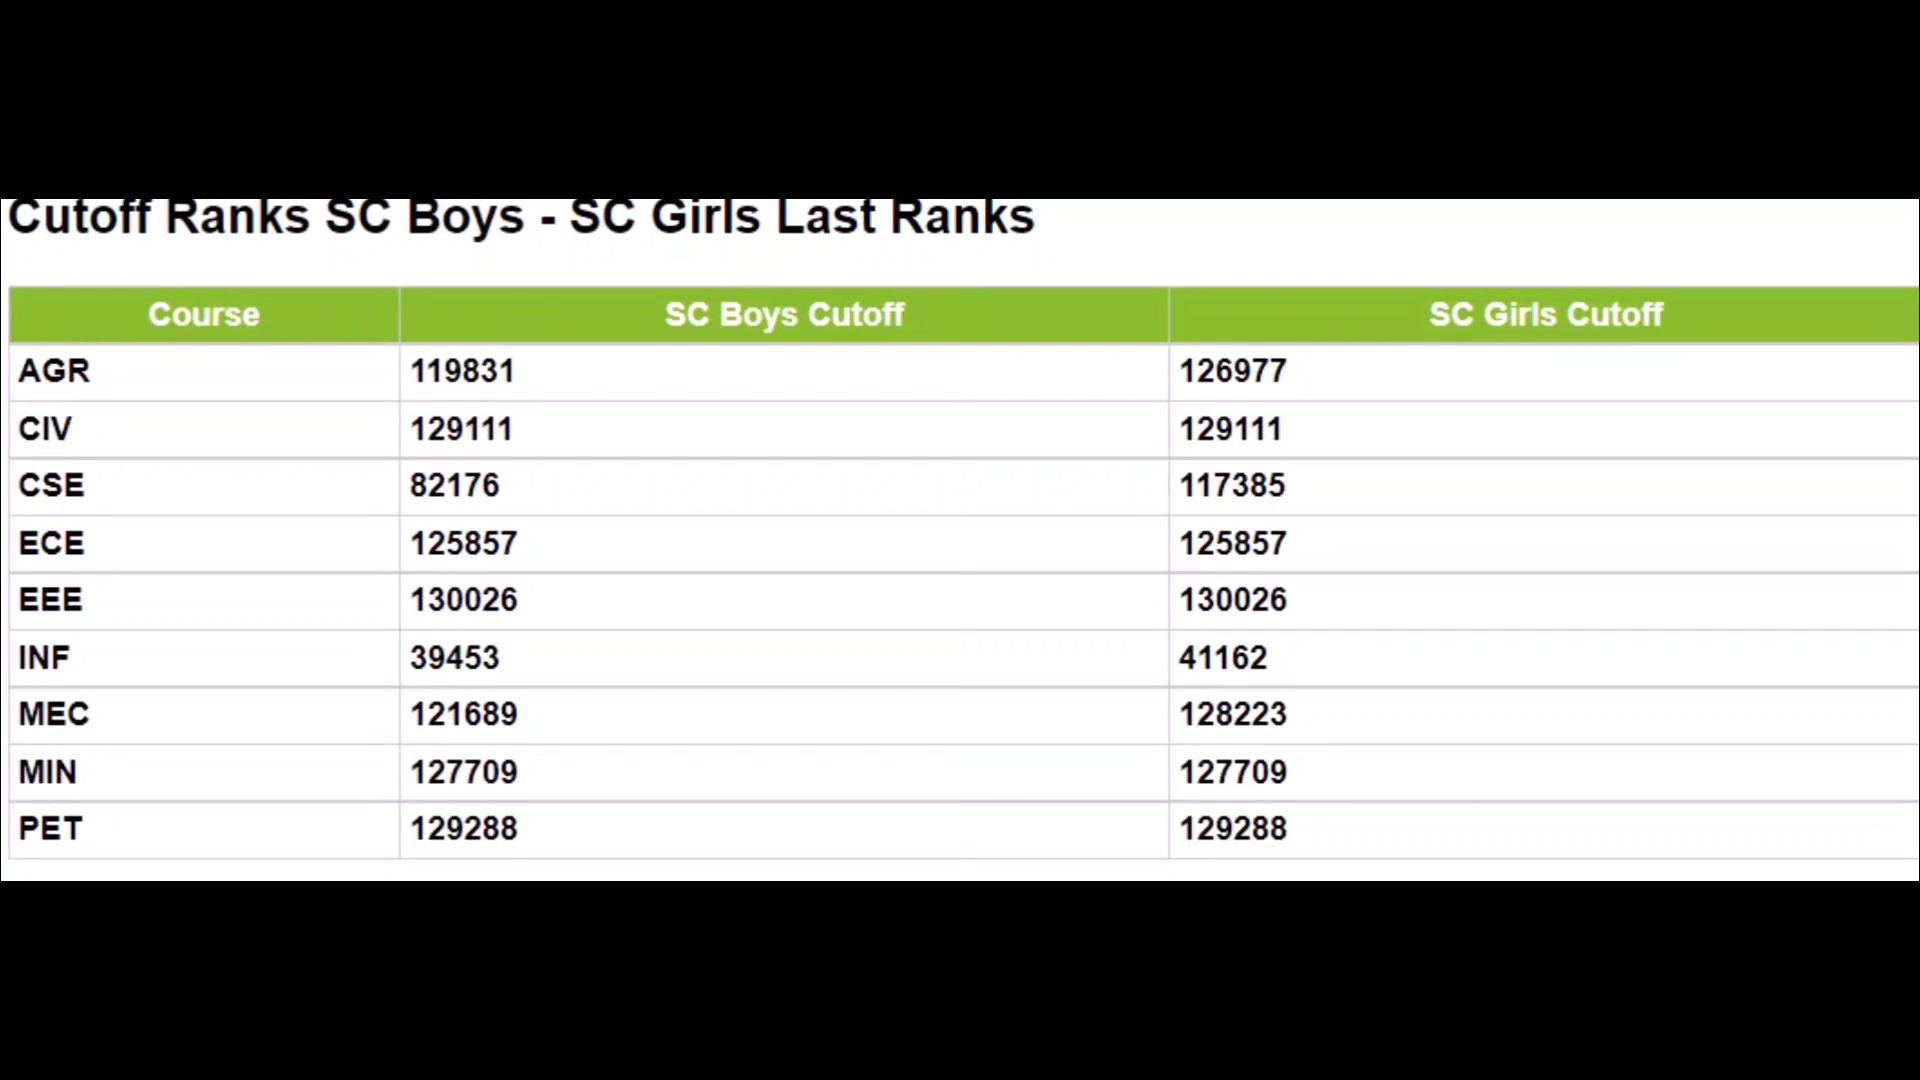 Cutoff Ranks SC Boys - SC Girls Last Ranks
Course SC Boys Cutoff SC Girls Cutoff
AGR 119831 126977
CIV 129111 129111
CSE 82176 117385
ECE 125857 125857
EEE 130026 130026
INF 39453 41162
MEC 121689 128223
MIN 127709 127709
PET 129288 129288